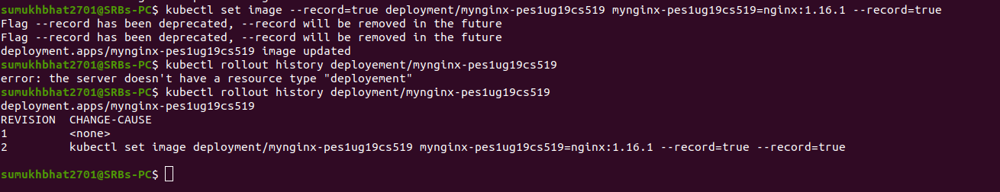 sumukhbhat2701@SRBs-PC$ kubectl set image --record=true deployment/mynginx-pes1ug19cs519 mynginx-pes1ug19cs519=nginx:1.16.1 --record=true
Flag --record has been deprecated, --record will be removed in the future
Flag --record has been deprecated, --record will be removed in the future
deployment.apps/mynginx-pes1ug19cs519 image updated
sumukhbhat2701@SRBs-PC$ kubectl rollout history deployement/mynginx-pes1ug19cs519
error: the server doesn't have a resource type "deployement"
sumukhbhat2701@SRBs-PC$ kubectl rollout history deployment/mynginx-pes1ug19cs519
deployment.apps/mynginx-pes1ug19cs519
REVISION  CHANGE-CAUSE
1         <none>
2         kubectl set image deployment/mynginx-pes1ug19cs519 mynginx-pes1ug19cs519=nginx:1.16.1 --record=true --record=true
sumukhbhat2701@SRBs-PC$